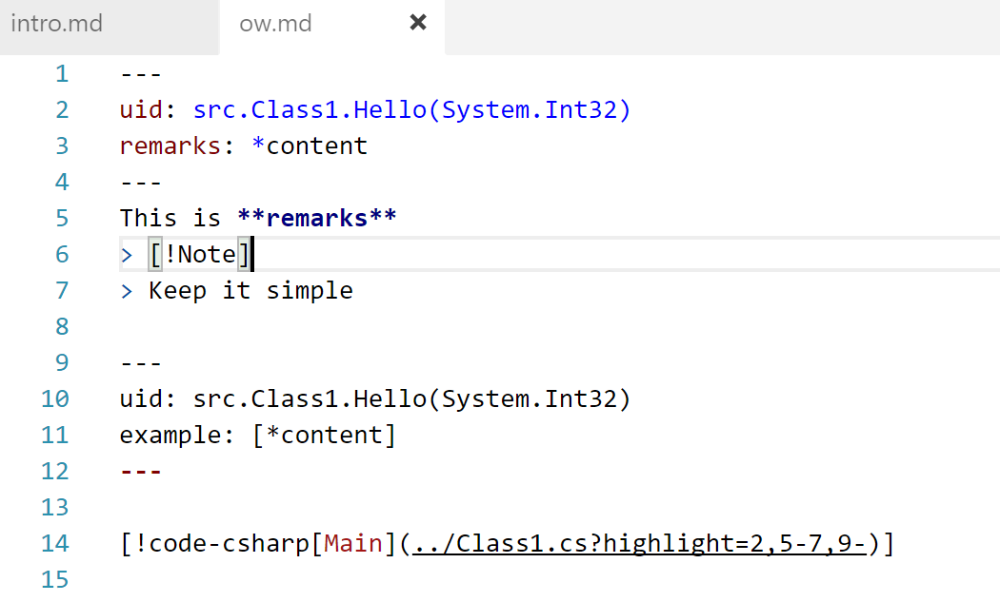 intro.md ow.md ×
1 ---
2 uid: src.Class1.Hello(System.Int32)
3 remarks: *content
4 ---
5 This is **remarks**
6 > [!Note]
7 > Keep it simple
8
9 ---
10 uid: src.Class1.Hello(System.Int32)
11 example: [*content]
12 ---
13
14 [!code-csharp[Main](../Class1.cs?highlight=2,5-7,9-)]
15